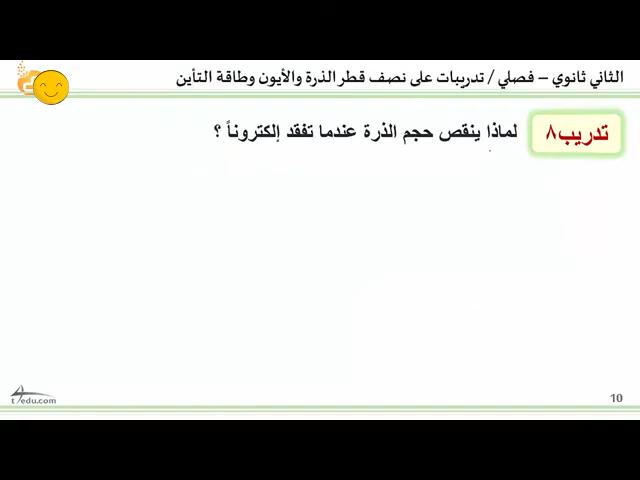 الثاني ثانوي – فصلي / تدريبات على نصف قطر الذرة والأيون وطاقة التأين
تدريب٨
لماذا ينقص حجم الذرة عندما تفقد إلكتروناً ؟
10
t4edu.com